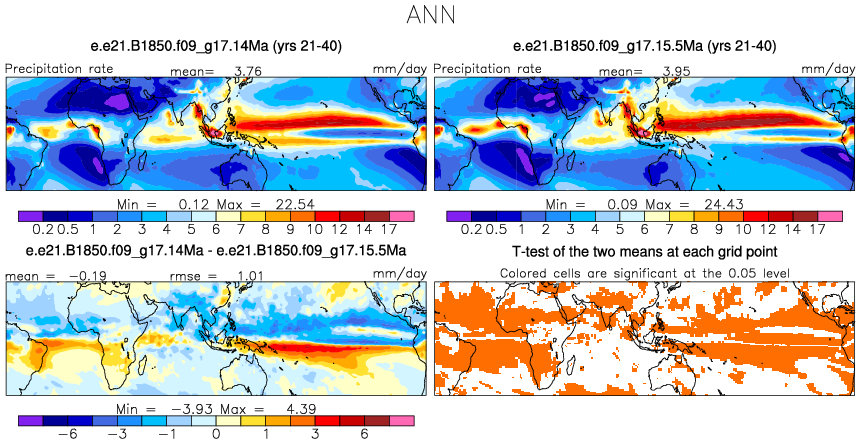 ANN
e.e21.B1850.f09_g17.14Ma (yrs 21-40)
Precipitation rate mean= 3.76 mm/day
Min = 0.12 Max = 22.54
0.2 0.5 1 2 3 4 5 6 7 8 9 10 12 14 17
e.e21.B1850.f09_g17.15.5Ma (yrs 21-40)
Precipitation rate mean= 3.95 mm/day
Min = 0.09 Max = 24.43
0.2 0.5 1 2 3 4 5 6 7 8 9 10 12 14 17
e.e21.B1850.f09_g17.14Ma - e.e21.B1850.f09_g17.15.5Ma
mean = -0.19 rmse = 1.01 mm/day
Min = -3.93 Max = 4.39
-6 -3 -1 0 1 3 6
T-test of the two means at each grid point
Colored cells are significant at the 0.05 level